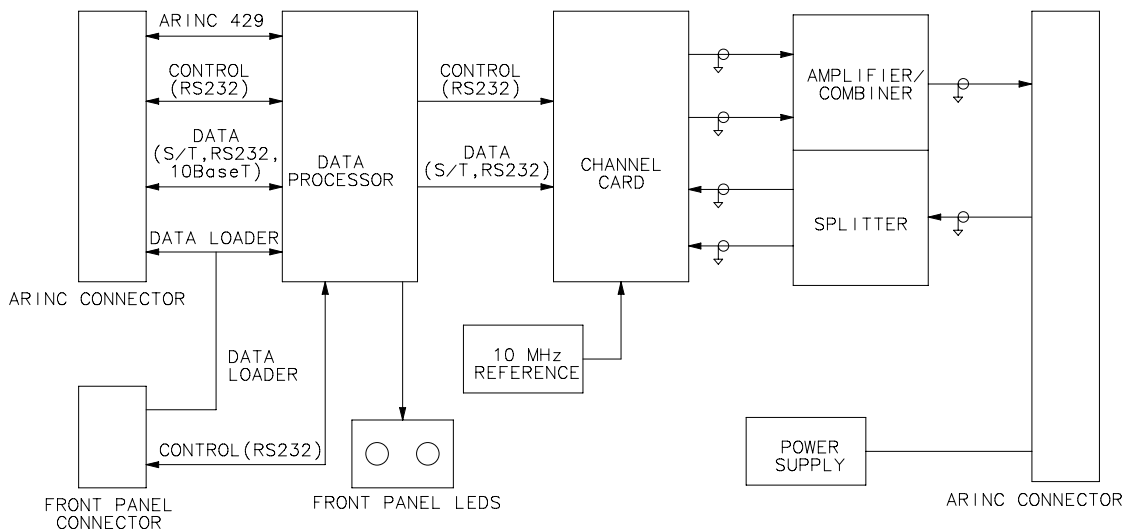 ARINC 429
CONTROL
(RS232)
DATA
(S/T,RS232,
10BaseT)
DATA LOADER
ARINC CONNECTOR
DATA
PROCESSOR
CONTROL
(RS232)
DATA
(S/T,RS232)
CHANNEL
CARD
AMPLIFIER/
COMBINER
SPLITTER
10 MHz
REFERENCE
DATA
LOADER
CONTROL(RS232)
FRONT PANEL
CONNECTOR
FRONT PANEL LEDS
POWER
SUPPLY
ARINC CONNECTOR